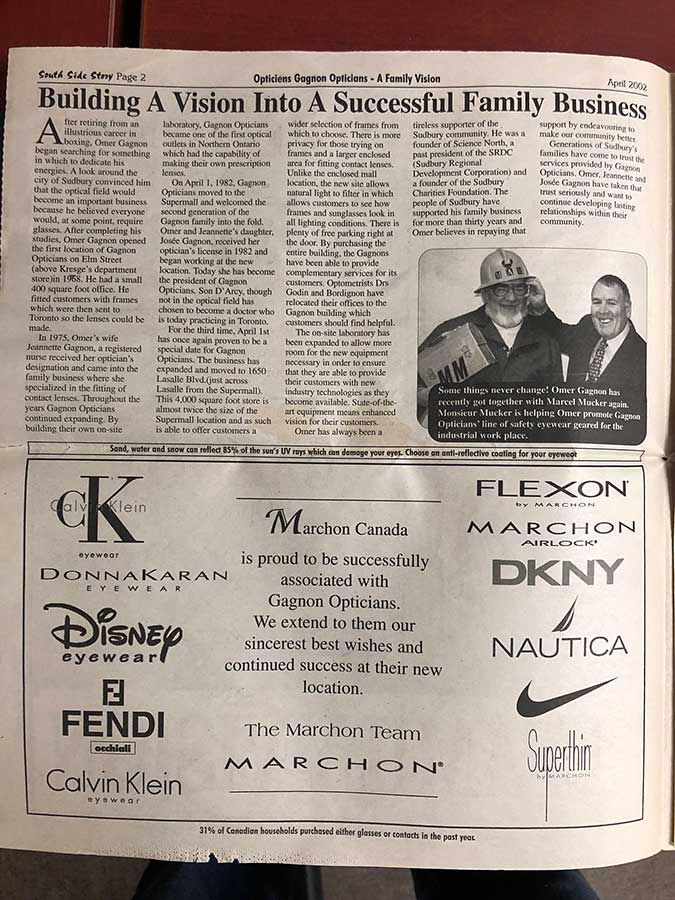 South Side Story Page 2
Opticiens Gagnon Opticians - A Family Vision
April 2002
Building A Vision Into A Successful Family Business
After retiring from an
illustrious career in
boxing, Omer Gagnon
began searching for something
in which to dedicate his
energies. A look around the
city of Sudbury convinced him
that the optical field would
become an important business
because he believed everyone
would, at some point, require
glasses. After completing his
studies, Omer Gagnon opened
the first location of Gagnon
Opticians on Elm Street
(above Kresge's department
store)in 1958. He had a small
400 square foot office. He
fitted customers with frames
which were then sent to
Toronto so the lenses could be
made.
In 1975, Omer's wife
Jeannette Gagnon, a registered
nurse received her optician's
designation and came into the
family business where she
specialized in the fitting of
contact lenses. Throughout the
years Gagnon Opticians
continued expanding. By
building their own on-site
laboratory, Gagnon Opticians
became one of the first optical
outlets in Northern Ontario
which had the capability of
making their own prescription
lenses.
On April 1, 1982, Gagnon
Opticians moved to the
Supermall and welcomed the
second generation of the
Gagnon family into the fold.
Omer and Jeannette's daughter,
Josée Gagnon, received her
optician's license in 1982 and
began working at the new
location. Today she has become
the president of Gagnon
Opticians. Son D'Arcy, though
not in the optical field has
chosen to become a doctor who
is today practicing in Toronto.
For the third time, April 1st
has once again proven to be a
special date for Gagnon
Opticians. The business has
expanded and moved to 1650
Lasalle Blvd.(just across
Lasalle from the Supermall).
This 4,000 square foot store is
almost twice the size of the
Supermall location and as such
is able to offer customers a
wider selection of frames from
which to choose. There is more
privacy for those trying on
frames and a larger enclosed
area for fitting contact lenses.
Unlike the enclosed mall
location, the new site allows
natural light to filter in which
allows customers to see how
frames and sunglasses look in
all lighting conditions. There is
plenty of free parking right at
the door. By purchasing the
entire building, the Gagnons
have been able to provide
complementary services for its
customers. Optometrists Drs
Godin and Bordignon have
relocated their offices to the
Gagnon building which
customers should find helpful.
The on-site laboratory has
been expanded to allow more
room for the new equipment
necessary in order to ensure
that they are able to provide
their customers with new
industry technologies as they
become available. State-of-the-
art equipment means enhanced
vision for their customers.
Omer has always been a
tireless supporter of the
Sudbury community. He was a
founder of Science North, a
past president of the SRDC
(Sudbury Regional
Development Corporation) and
a founder of the Sudbury
Charities Foundation. The
people of Sudbury have
supported his family business
for more than thirty years and
Omer believes in repaying that
support by endeavouring to
make our community better.
Generations of Sudbury's
families have come to trust the
services provided by Gagnon
Opticians. Omer, Jeannette and
Josée Gagnon have taken that
trust seriously and want to
continue developing lasting
relationships within their
community.
MM
Some things never change! Omer Gagnon has
recently got together with Marcel Mucker again.
Monsieur Mucker is helping Omer promote Gagnon
Opticians' line of safety eyewear geared for the
industrial work place.
Sand, water and snow can reflect 85% of the sun's UV rays which can damage your eyes. Choose an anti-reflective coating for your eyewear
cK
Calvin Klein
eyewear
DONNAKARAN
EYEWEAR
Disney
eyewear
FENDI
occhiali
Calvin Klein
eyewear
Marchon Canada
is proud to be successfully
associated with
Gagnon Opticians.
We extend to them our
sincerest best wishes and
continued success at their new
location.
The Marchon Team
MARCHON®
FLEXON®
by MARCHON
MARCHON
AIRLOCK®
DKNY
NAUTICA
Superthin
by MARCHON
31% of Canadian households purchased either glasses or contacts in the past year.